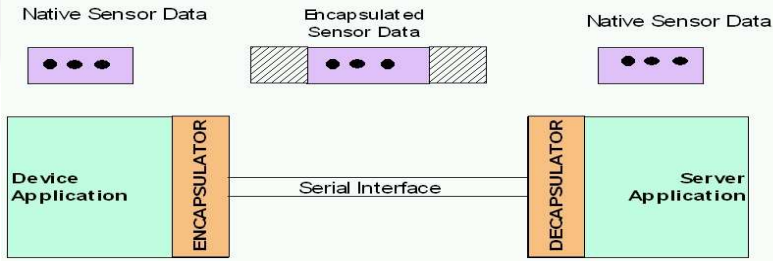 Native Sensor Data
Encapsulated
Sensor Data
Native Sensor Data
Device
Application
ENCAPSULATOR
Serial Interface
DECAPSULATOR
Server
Application